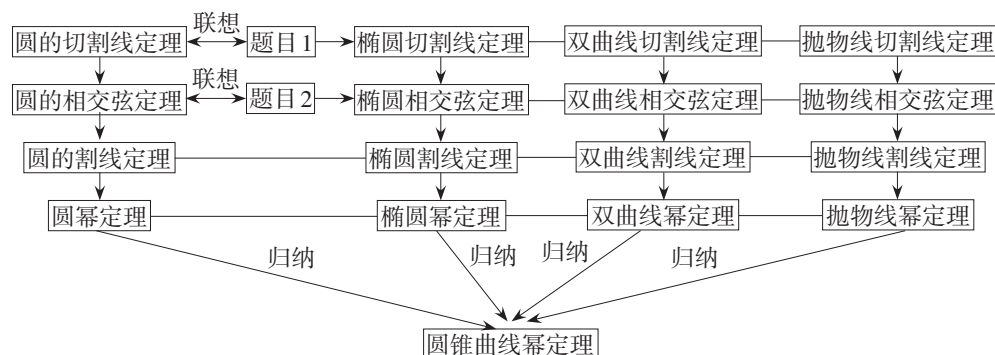 联想
圆的切割线定理 题目1 椭圆切割线定理 双曲线切割线定理 抛物线切割线定理
联想
圆的相交弦定理 题目2 椭圆相交弦定理 双曲线相交弦定理 抛物线相交弦定理
圆的割线定理 椭圆割线定理 双曲线割线定理 抛物线割线定理
圆幂定理 椭圆幂定理 双曲线幂定理 抛物线幂定理
归纳 归纳 归纳 归纳
圆锥曲线幂定理